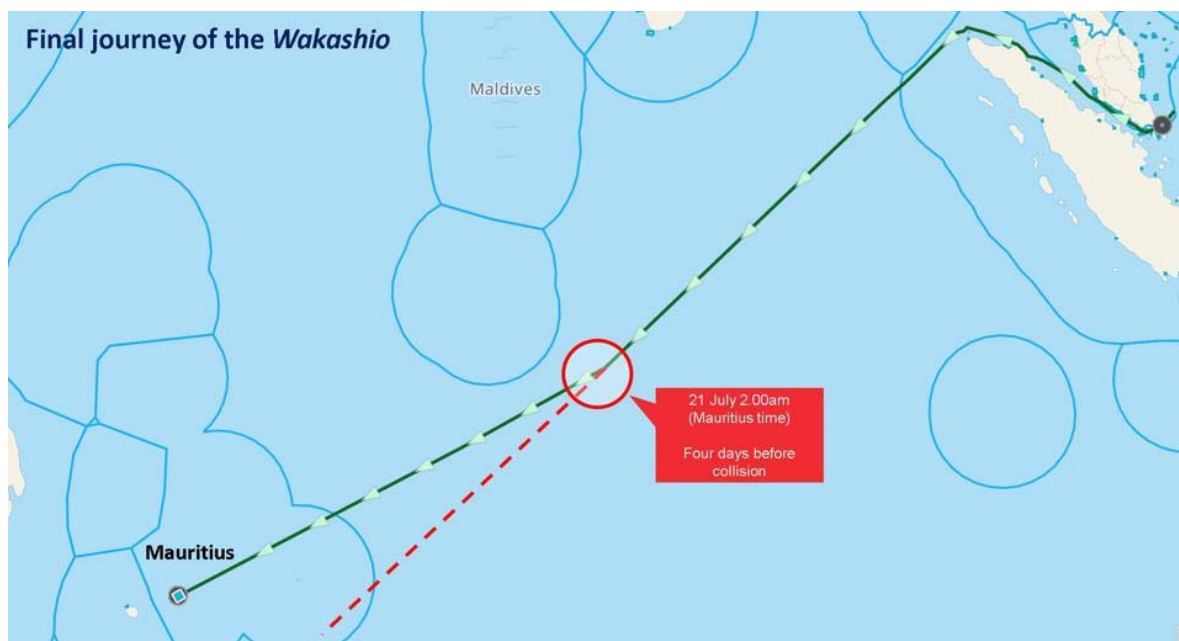 Final journey of the Wakashio
Maldives
21 July 2.00am
(Mauritius time)
Four days before
collision
Mauritius